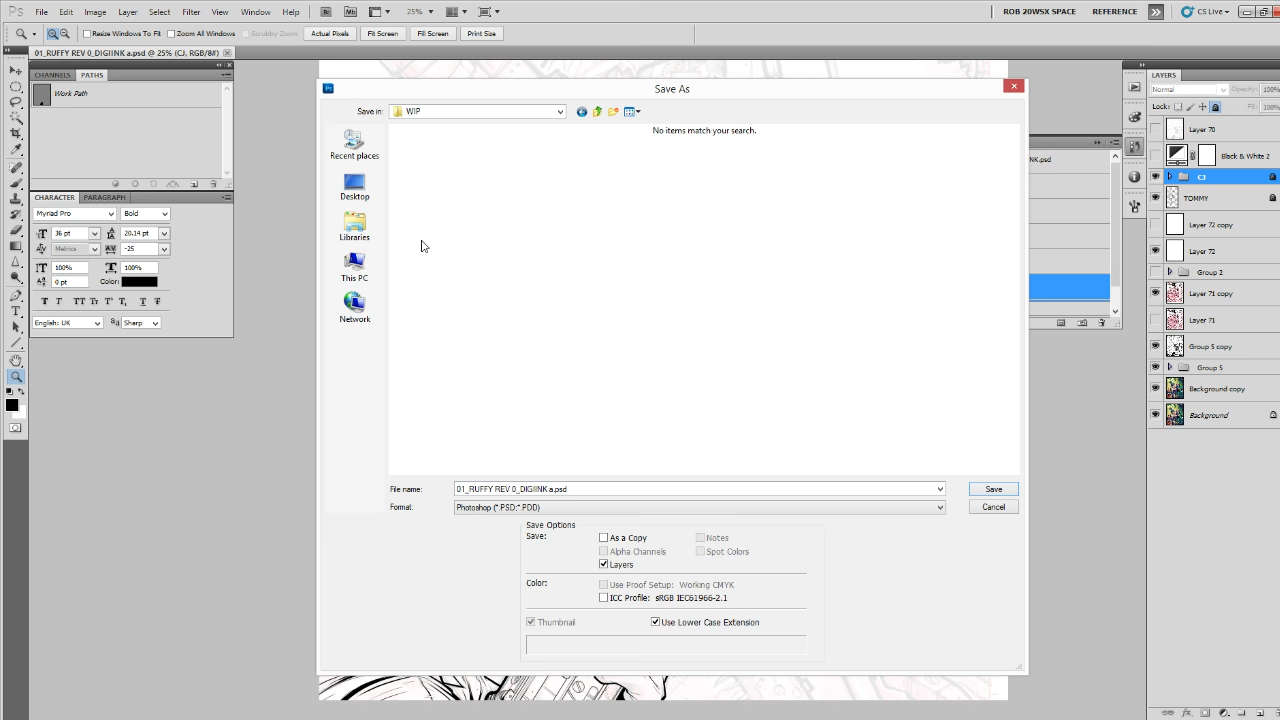 Ps File Edit Image Layer Select Filter View Window Help Br Mb 25% ROB 20WSX SPACE REFERENCE CS Live
Resize Windows To Fit Zoom All Windows Scrubby Zoom Actual Pixels Fit Screen Fill Screen Print Size
01_RUFFY REV 0_DIGIINK a.psd @ 25% (CJ, RGB/8#)
CHANNELS PATHS
Work Path
CHARACTER PARAGRAPH
Myriad Pro Bold
36 pt 20.14 pt
Metrics -25
100% 100%
0 pt Color:
English: UK Sharp
Save As
Save in: WIP
No items match your search.
Recent places
Desktop
Libraries
This PC
Network
File name: 01_RUFFY REV 0_DIGIINK a.psd Save
Format: Photoshop (*.PSD;*.PDD) Cancel
Save Options
Save: As a Copy Notes
Alpha Channels Spot Colors
Layers
Color: Use Proof Setup: Working CMYK
ICC Profile: sRGB IEC61966-2.1
Thumbnail Use Lower Case Extension
NK.psd
LAYERS
Normal Opacity: 100%
Lock: Fill: 100%
Layer 70
Black & White 2
CJ
TOMMY
Layer 72 copy
Layer 72
Group 2
Layer 71 copy
Layer 71
Group 5 copy
Group 5
Background copy
Background